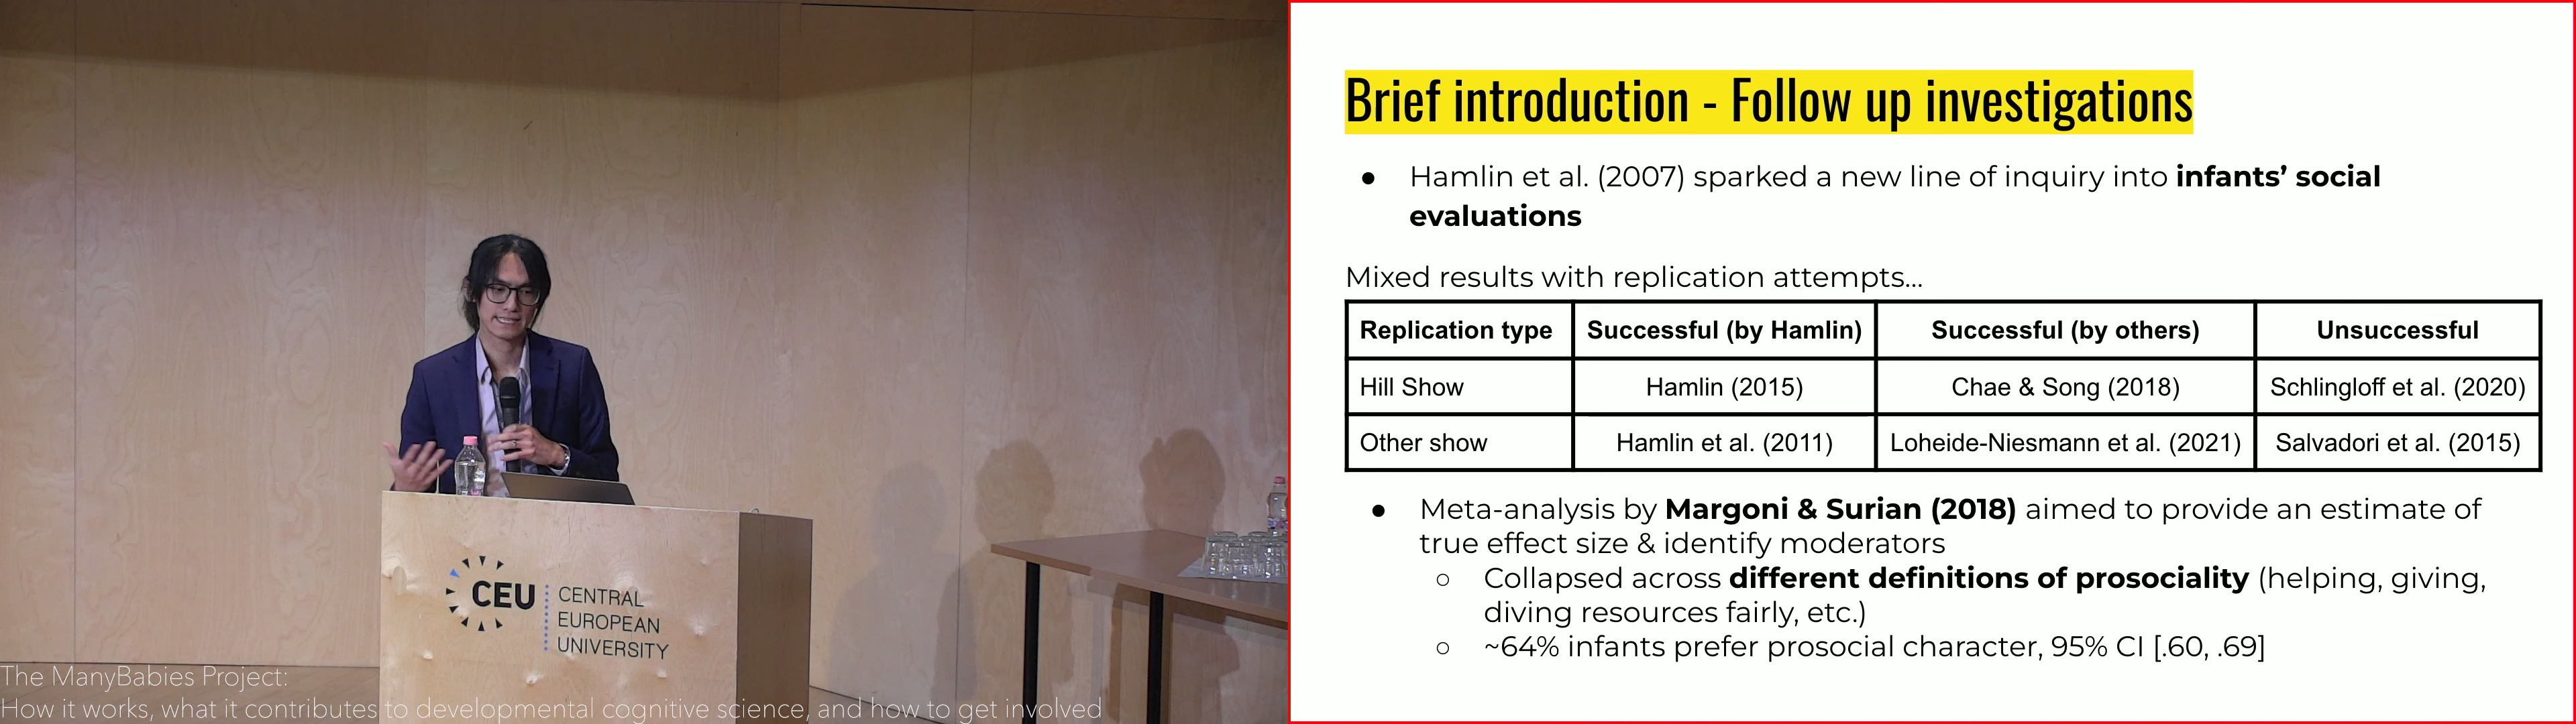 CEU
CENTRAL
EUROPEAN
UNIVERSITY
The ManyBabies Project:
How it works, what it contributes to developmental cognitive science, and how to get involved
Brief introduction - Follow up investigations
● Hamlin et al. (2007) sparked a new line of inquiry into infants’ social
evaluations
Mixed results with replication attempts...
Replication type Successful (by Hamlin) Successful (by others) Unsuccessful
Hill Show Hamlin (2015) Chae & Song (2018) Schlingloff et al. (2020)
Other show Hamlin et al. (2011) Loheide-Niesmann et al. (2021) Salvadori et al. (2015)
● Meta-analysis by Margoni & Surian (2018) aimed to provide an estimate of
true effect size & identify moderators
○ Collapsed across different definitions of prosociality (helping, giving,
diving resources fairly, etc.)
○ ~64% infants prefer prosocial character, 95% CI [.60, .69]